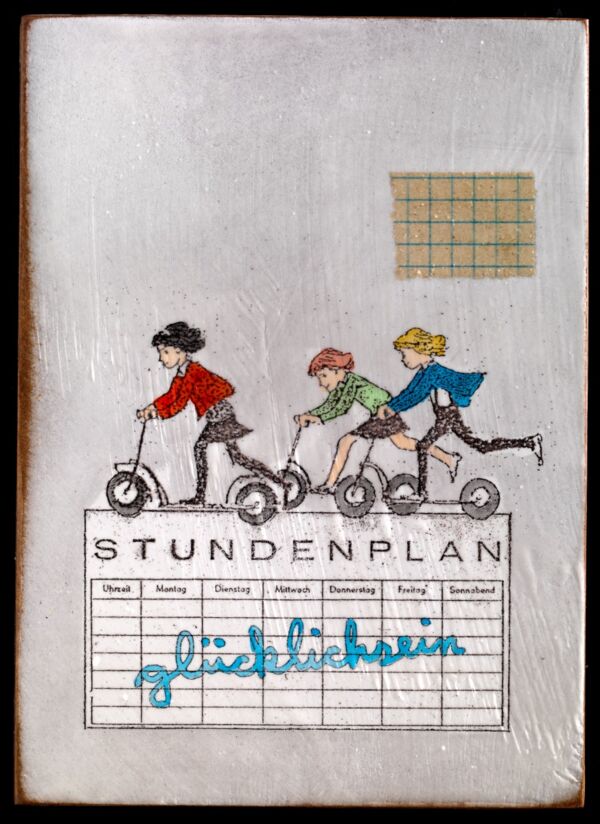 STUNDENPLAN
Uhrzeit Montag Dienstag Mittwoch Donnerstag Freitag Sonnabend
glücklichsein